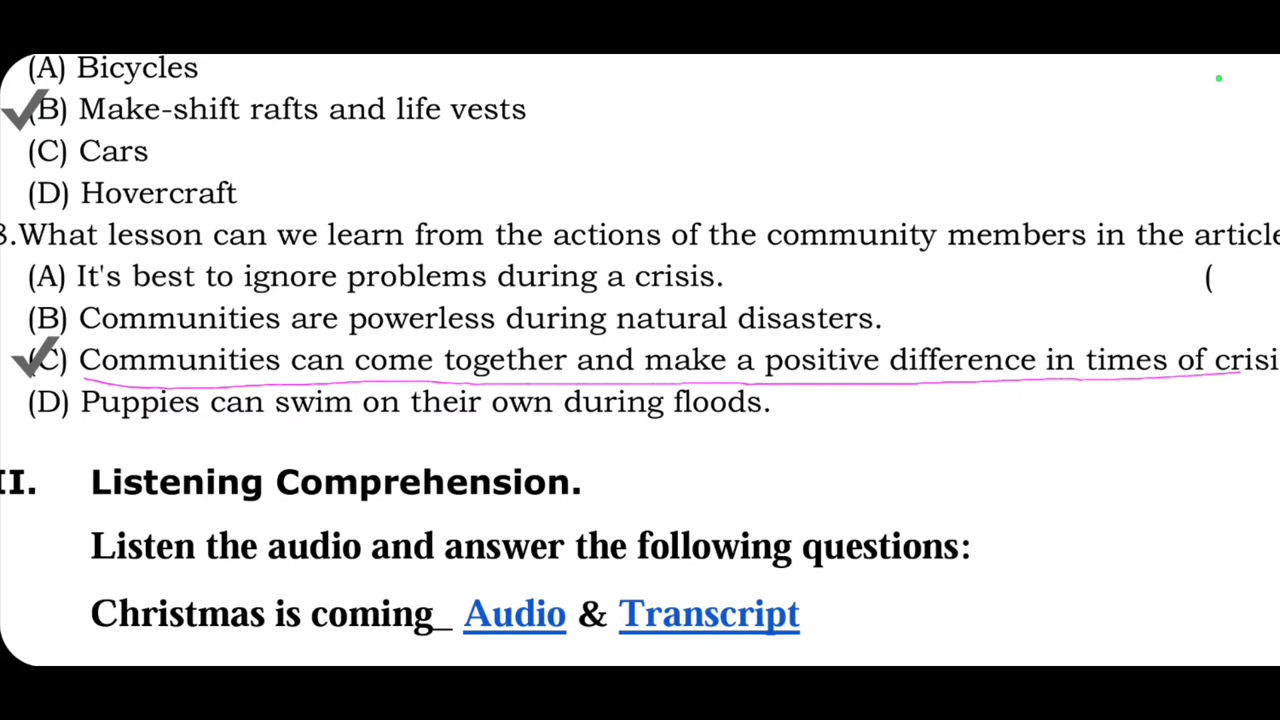 (A) Bicycles
(B) Make-shift rafts and life vests
(C) Cars
(D) Hovercraft
8.What lesson can we learn from the actions of the community members in the article
(A) It's best to ignore problems during a crisis. (
(B) Communities are powerless during natural disasters.
(C) Communities can come together and make a positive difference in times of crisi
(D) Puppies can swim on their own during floods.
II. Listening Comprehension.
Listen the audio and answer the following questions:
Christmas is coming_ Audio & Transcript